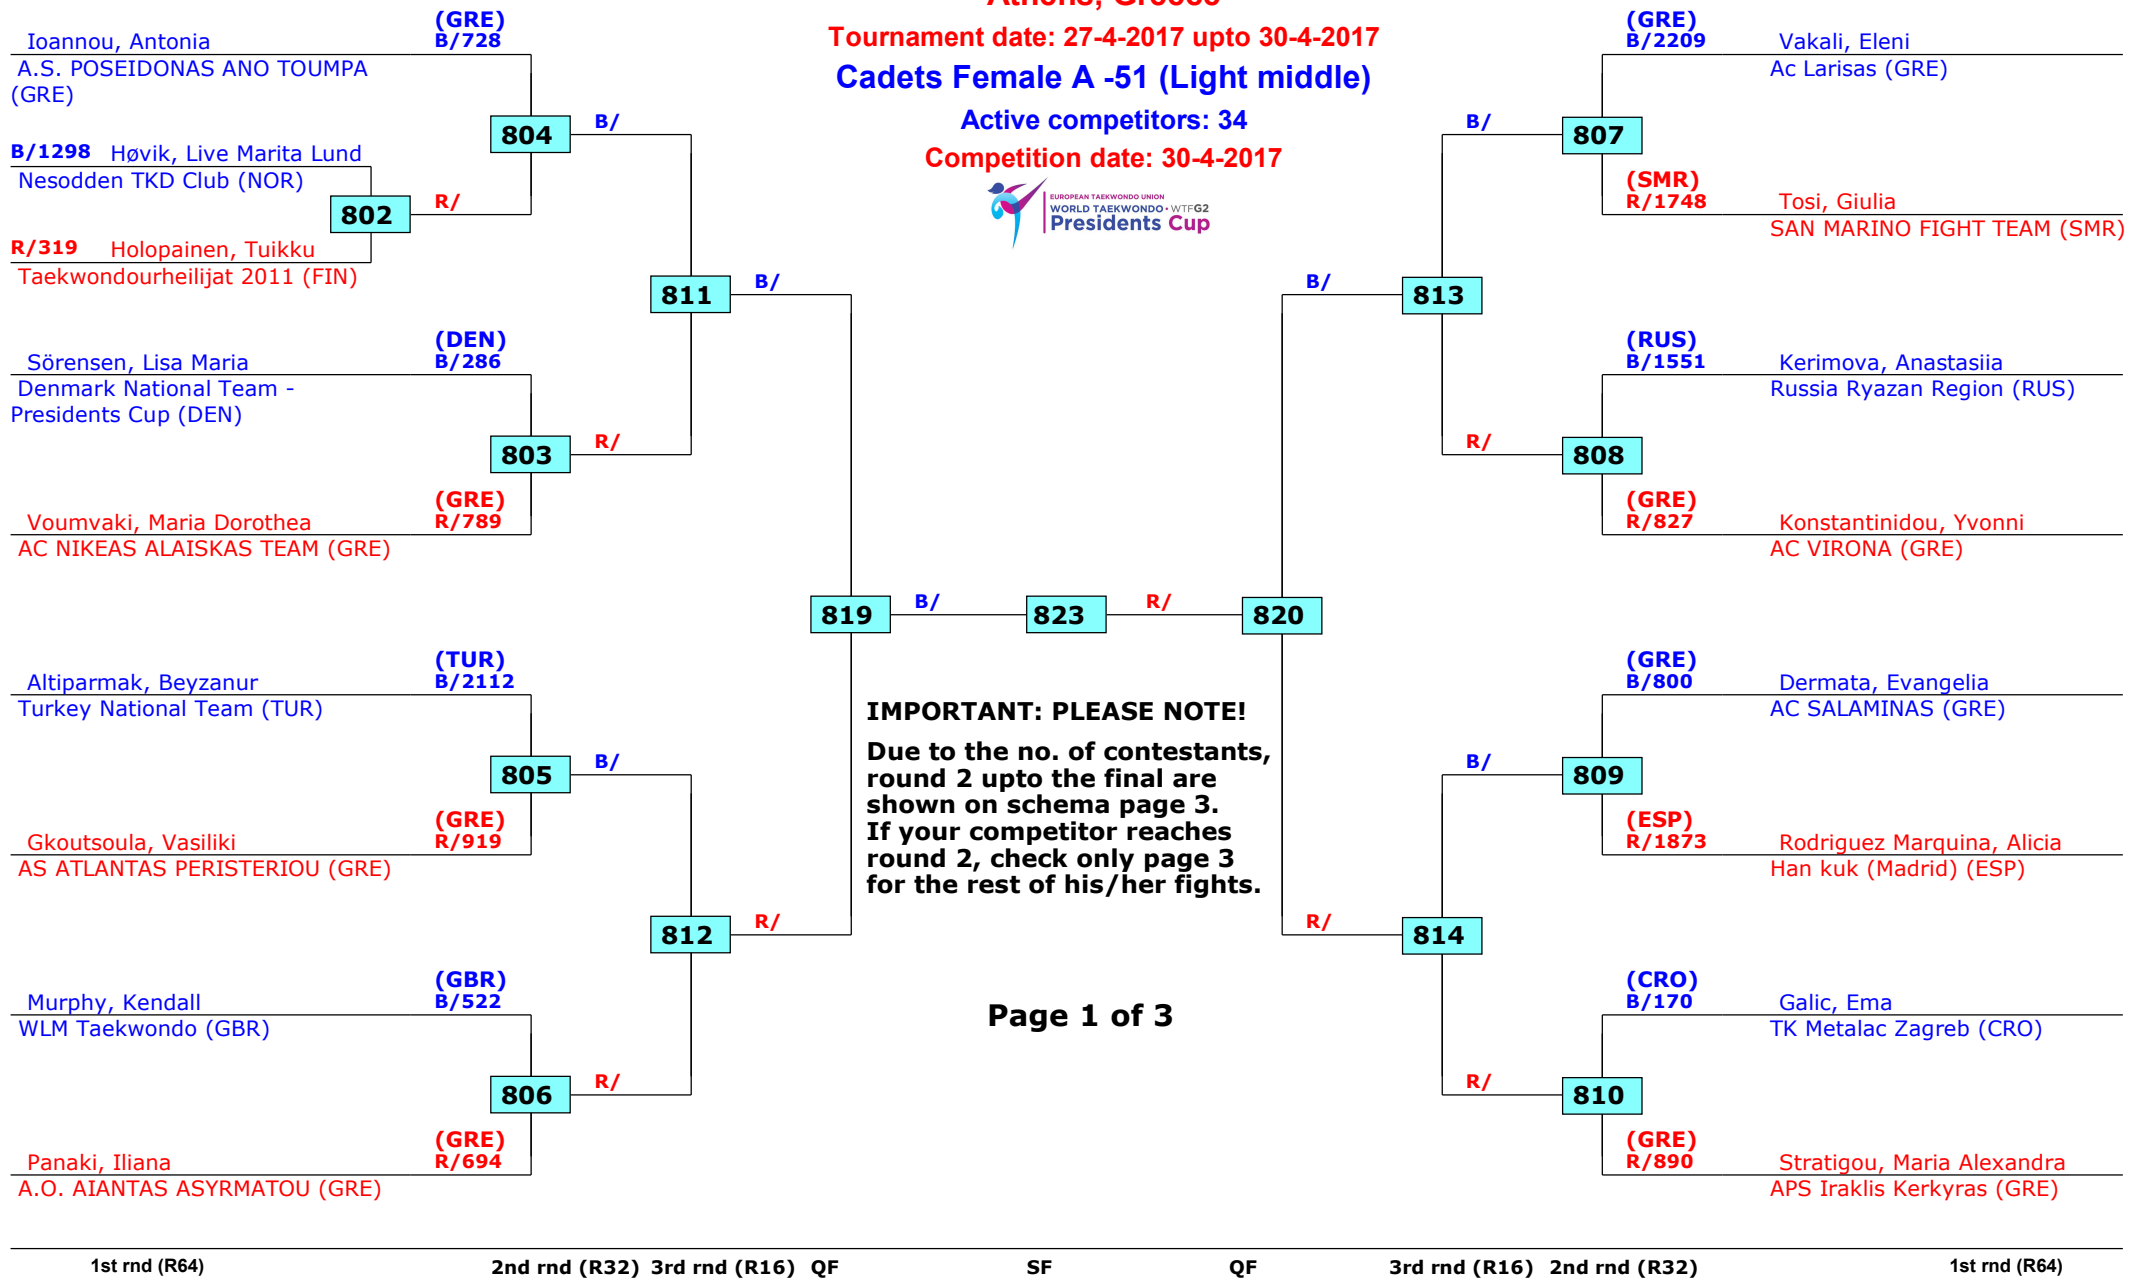 Athens, Greece
Tournament date: 27-4-2017 upto 30-4-2017
Cadets Female A -51 (Light middle)
Active competitors: 34
Competition date: 30-4-2017
EUROPEAN TAEKWONDO UNION
WORLD TAEKWONDO • WTFG2
Presidents Cup
(GRE)
Ioannou, Antonia B/728
A.S. POSEIDONAS ANO TOUMPA
(GRE)
804
B/
B/1298 Høvik, Live Marita Lund
Nesodden TKD Club (NOR)
802
R/
R/319 Holopainen, Tuikku
Taekwondourheilijat 2011 (FIN)
811
B/
(DEN)
Sörensen, Lisa Maria B/286
Denmark National Team -
Presidents Cup (DEN)
803
R/
(GRE)
Voumvaki, Maria Dorothea R/789
AC NIKEAS ALAISKAS TEAM (GRE)
819
B/
823
R/
820
(TUR)
Altiparmak, Beyzanur B/2112
Turkey National Team (TUR)
805
B/
(GRE)
Gkoutsoula, Vasiliki R/919
AS ATLANTAS PERISTERIOU (GRE)
812
R/
(GBR)
Murphy, Kendall B/522
WLM Taekwondo (GBR)
806
R/
(GRE)
Panaki, Iliana R/694
A.O. AIANTAS ASYRMATOU (GRE)
IMPORTANT: PLEASE NOTE!
Due to the no. of contestants,
round 2 upto the final are
shown on schema page 3.
If your competitor reaches
round 2, check only page 3
for the rest of his/her fights.
Page 1 of 3
(GRE)
B/2209 Vakali, Eleni
Ac Larisas (GRE)
B/
807
(SMR)
R/1748 Tosi, Giulia
SAN MARINO FIGHT TEAM (SMR)
B/
813
(RUS)
B/1551 Kerimova, Anastasiia
Russia Ryazan Region (RUS)
R/
808
(GRE)
R/827 Konstantinidou, Yvonni
AC VIRONA (GRE)
(GRE)
B/800 Dermata, Evangelia
AC SALAMINAS (GRE)
B/
809
(ESP)
R/1873 Rodriguez Marquina, Alicia
Han kuk (Madrid) (ESP)
R/
814
(CRO)
B/170 Galic, Ema
TK Metalac Zagreb (CRO)
R/
810
(GRE)
R/890 Stratigou, Maria Alexandra
APS Iraklis Kerkyras (GRE)
1st rnd (R64) 2nd rnd (R32) 3rd rnd (R16) QF SF QF 3rd rnd (R16) 2nd rnd (R32) 1st rnd (R64)